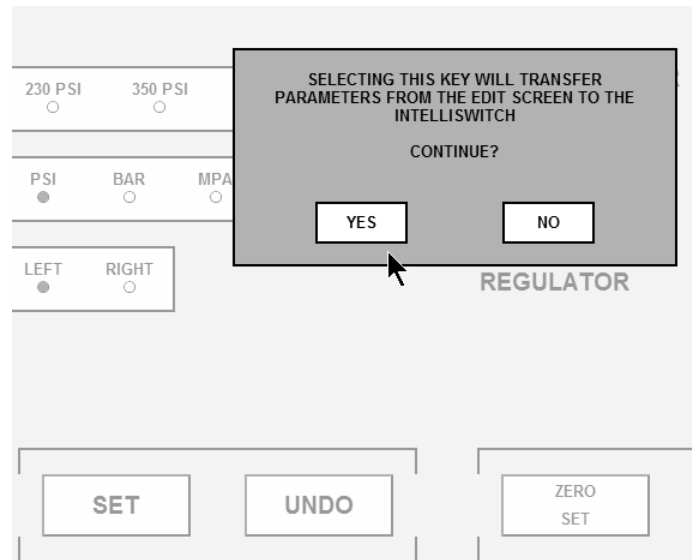 SELECTING THIS KEY WILL TRANSFER
PARAMETERS FROM THE EDIT SCREEN TO THE
INTELLISWITCH
CONTINUE?
YES NO
230 PSI 350 PSI
PSI BAR MPA
LEFT RIGHT
REGULATOR
SET UNDO
ZERO
SET